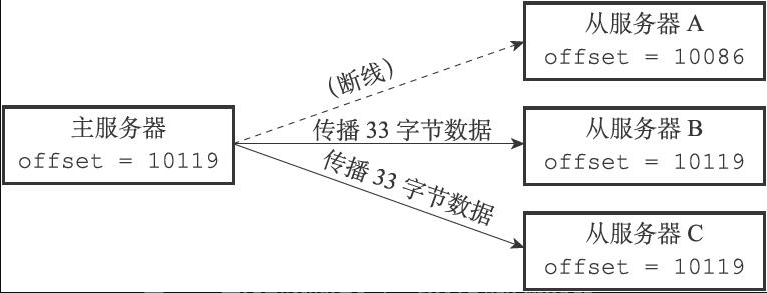 主服务器
offset = 10119
(断线)
传播 33 字节数据
传播 33 字节数据
从服务器 A
offset = 10086
从服务器 B
offset = 10119
从服务器 C
offset = 10119